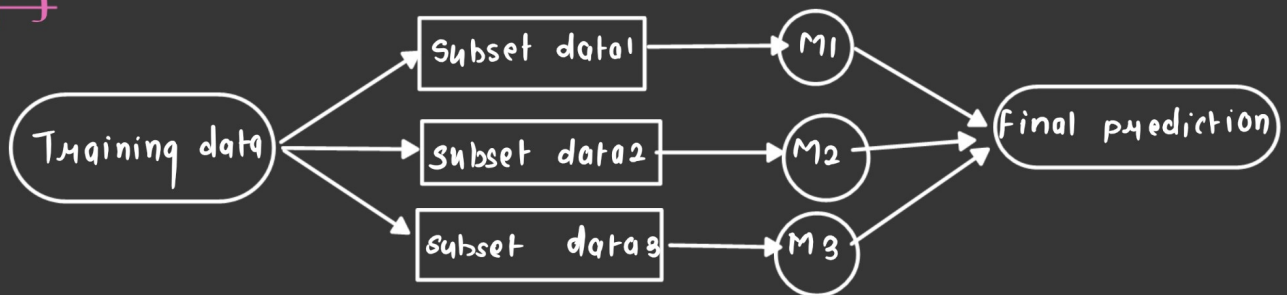 subset data1
M1
Training data
Final prediction
subset data2
M2
subset data3
M3